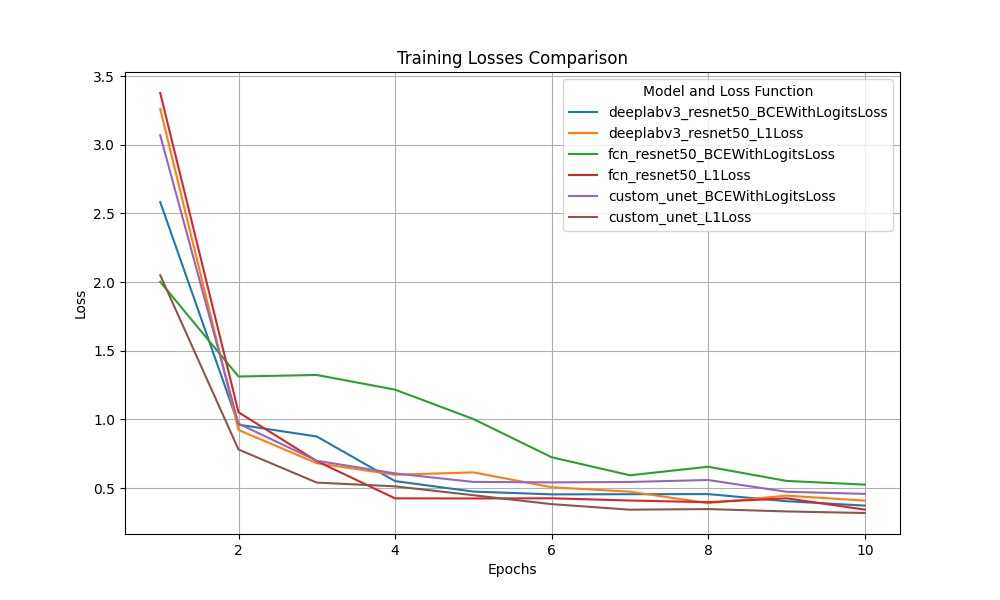 Training Losses Comparison
Model and Loss Function
deeplabv3_resnet50_BCEWithLogitsLoss
deeplabv3_resnet50_L1Loss
fcn_resnet50_BCEWithLogitsLoss
fcn_resnet50_L1Loss
custom_unet_BCEWithLogitsLoss
custom_unet_L1Loss
3.5
3.0
2.5
2.0
1.5
1.0
0.5
Loss
2 4 6 8 10
Epochs